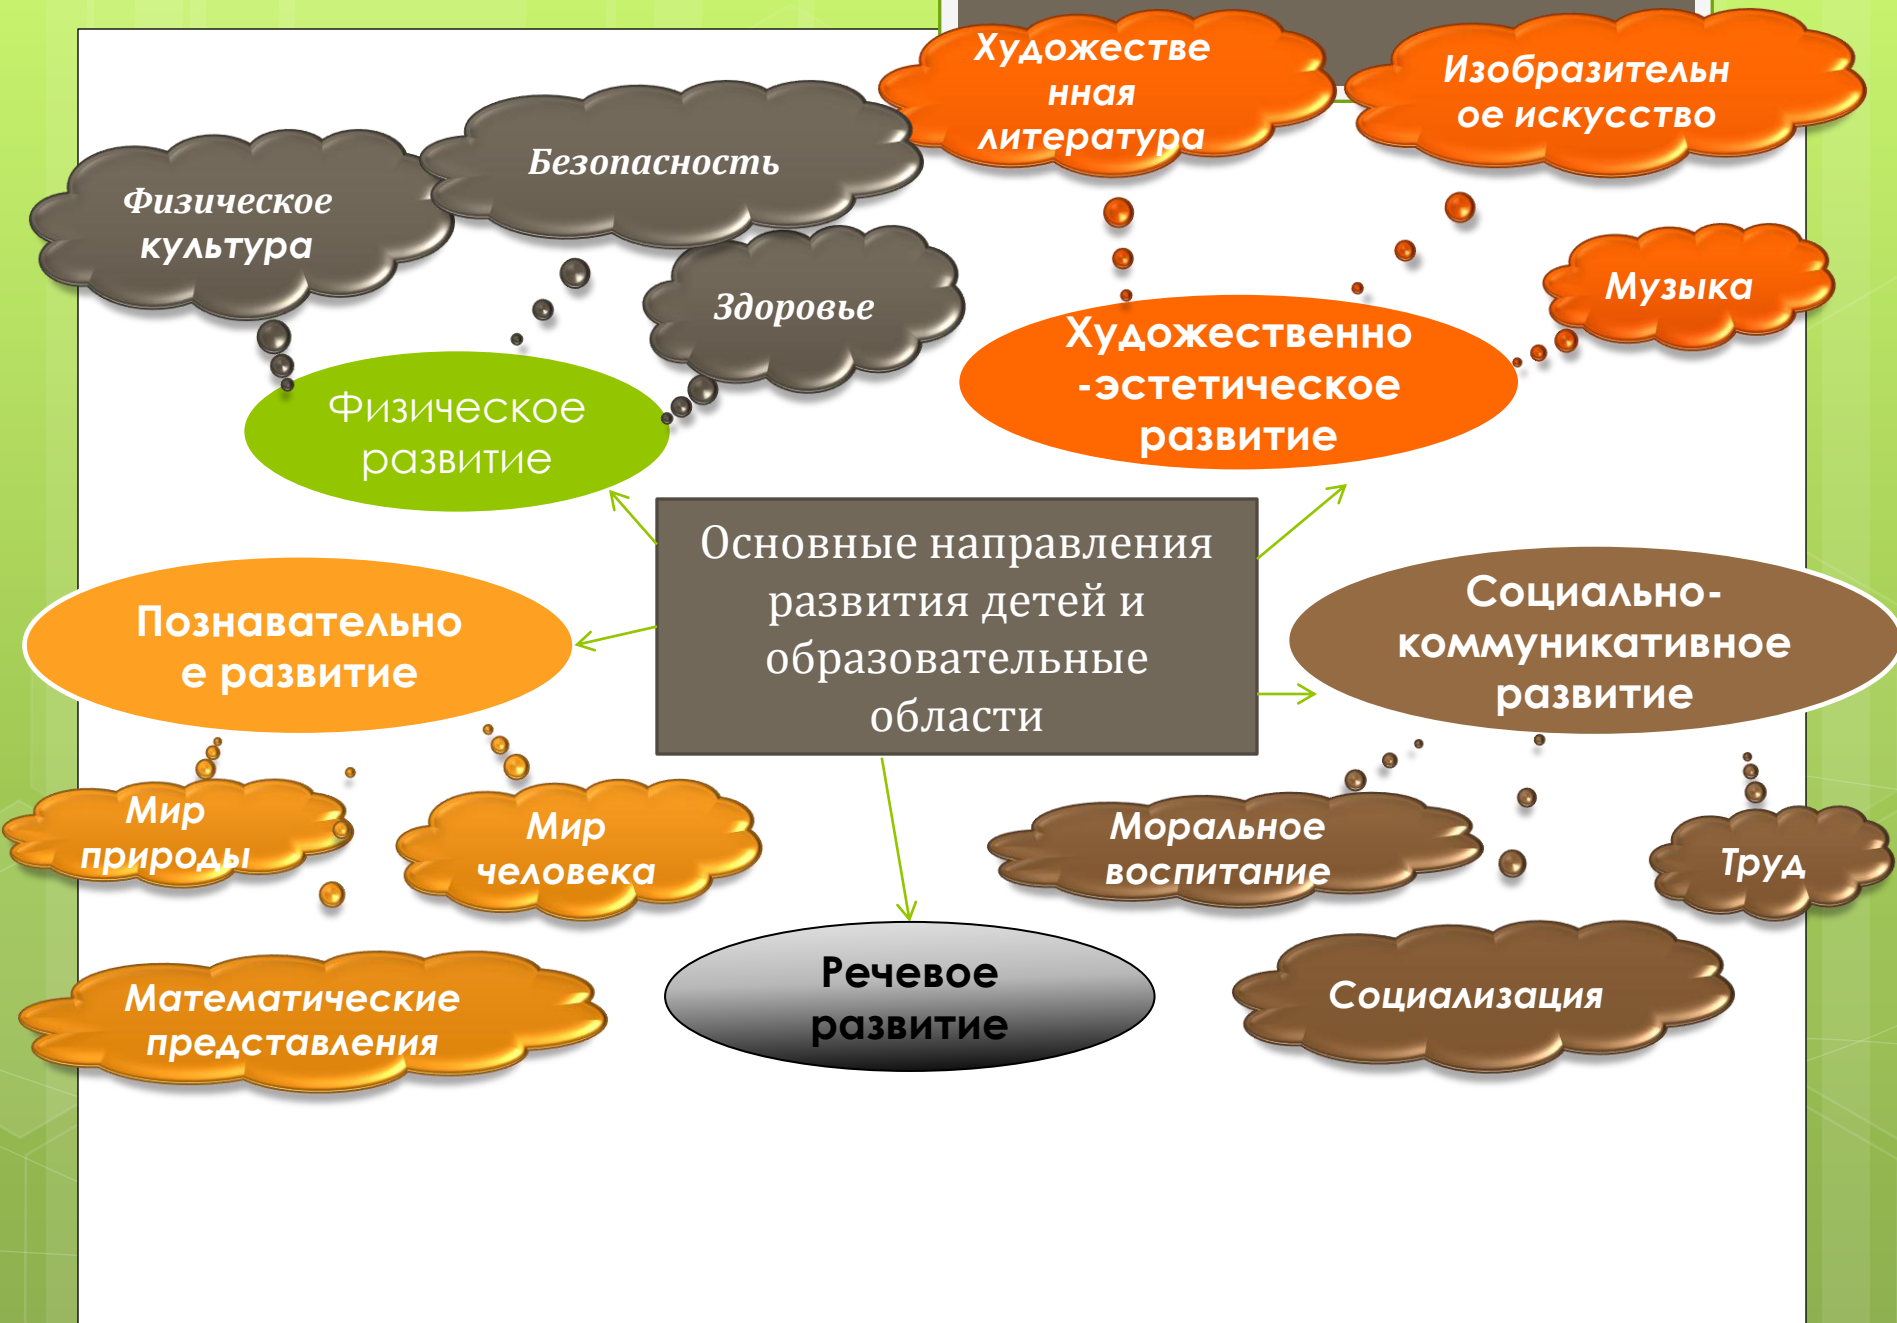 Художестве
нная
литература
Изобразительн
ое искусство
Безопасность
Физическое
культура
Здоровье
Музыка
Художественно
-эстетическое
развитие
Физическое
развитие
Основные направления
развития детей и
образовательные
области
Познавательно
е развитие
Социально-
коммуникативное
развитие
Мир
природы
Мир
человека
Моральное
воспитание
Труд
Математические
представления
Речевое
развитие
Социализация